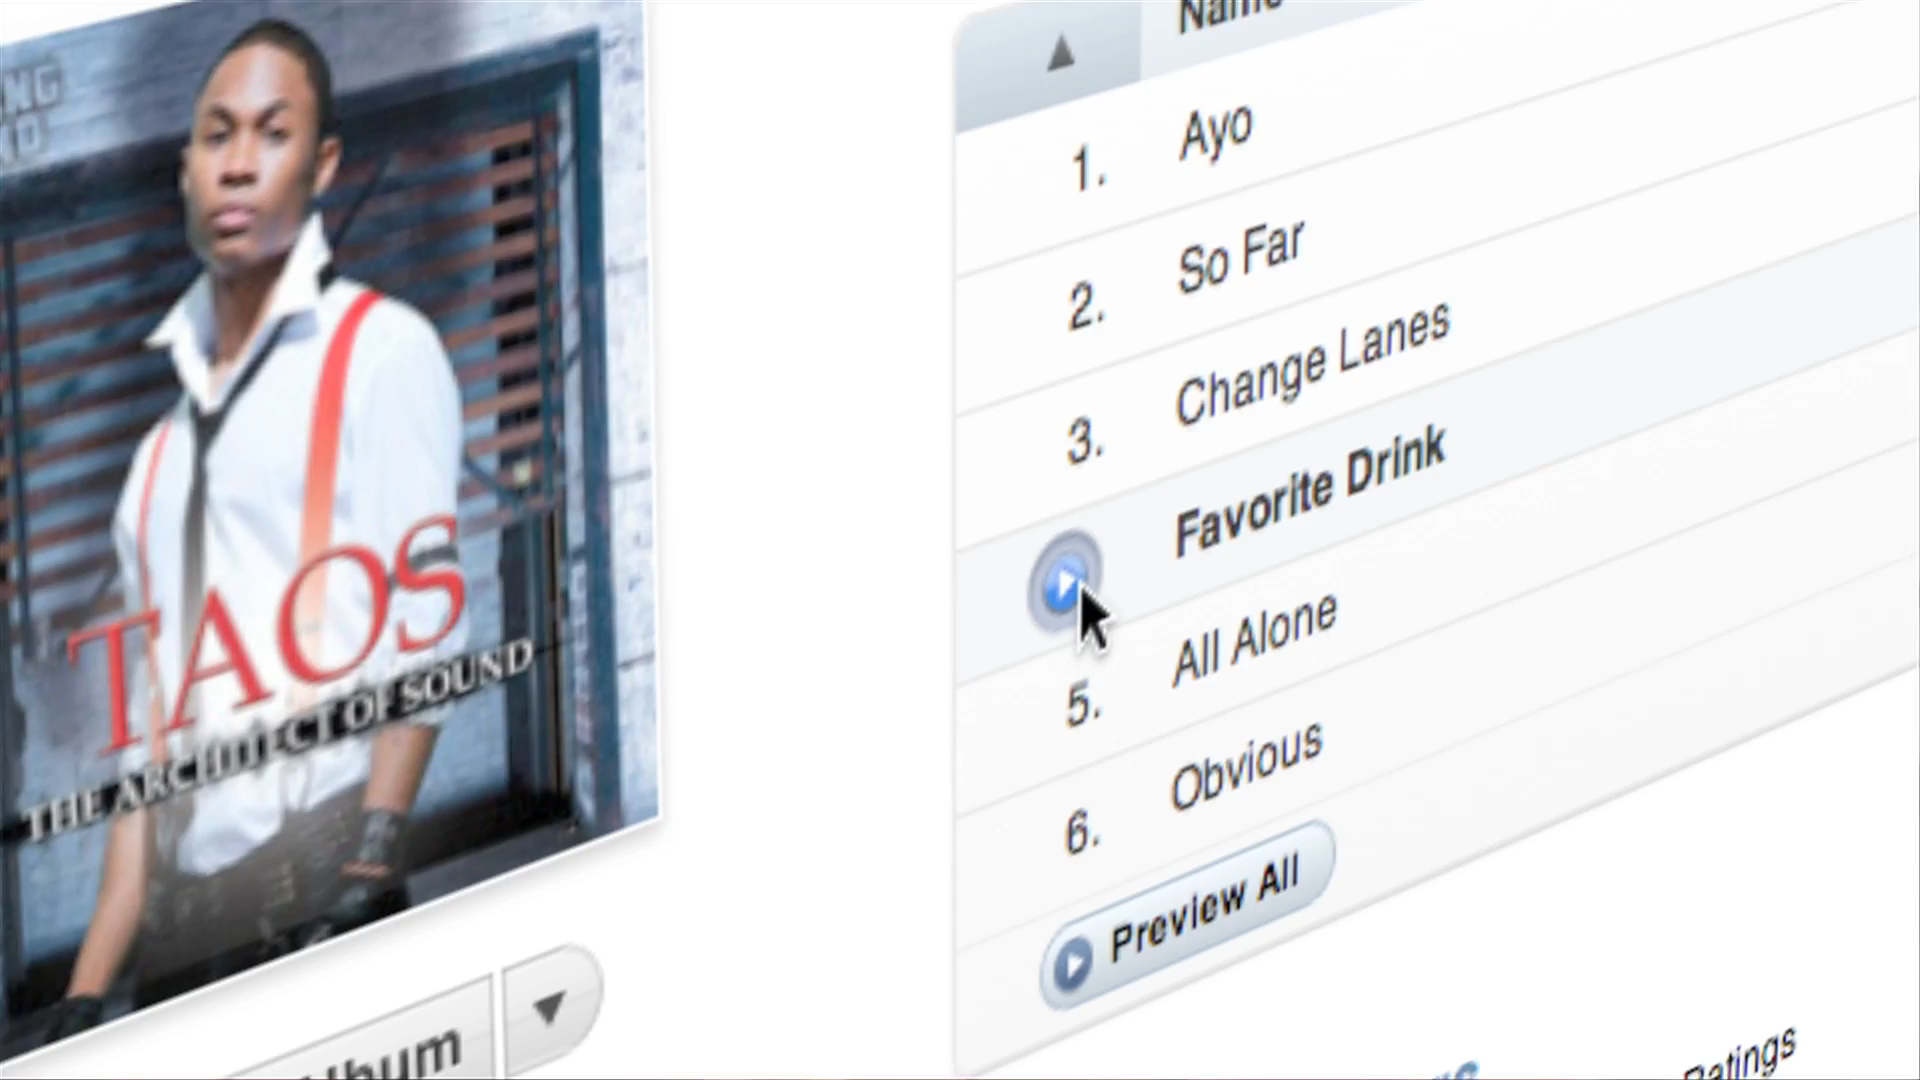 TAOS
THE ARCHITECT OF SOUND
Name
1. Ayo
2. So Far
3. Change Lanes
Favorite Drink
5. All Alone
6. Obvious
Preview All
Ratings